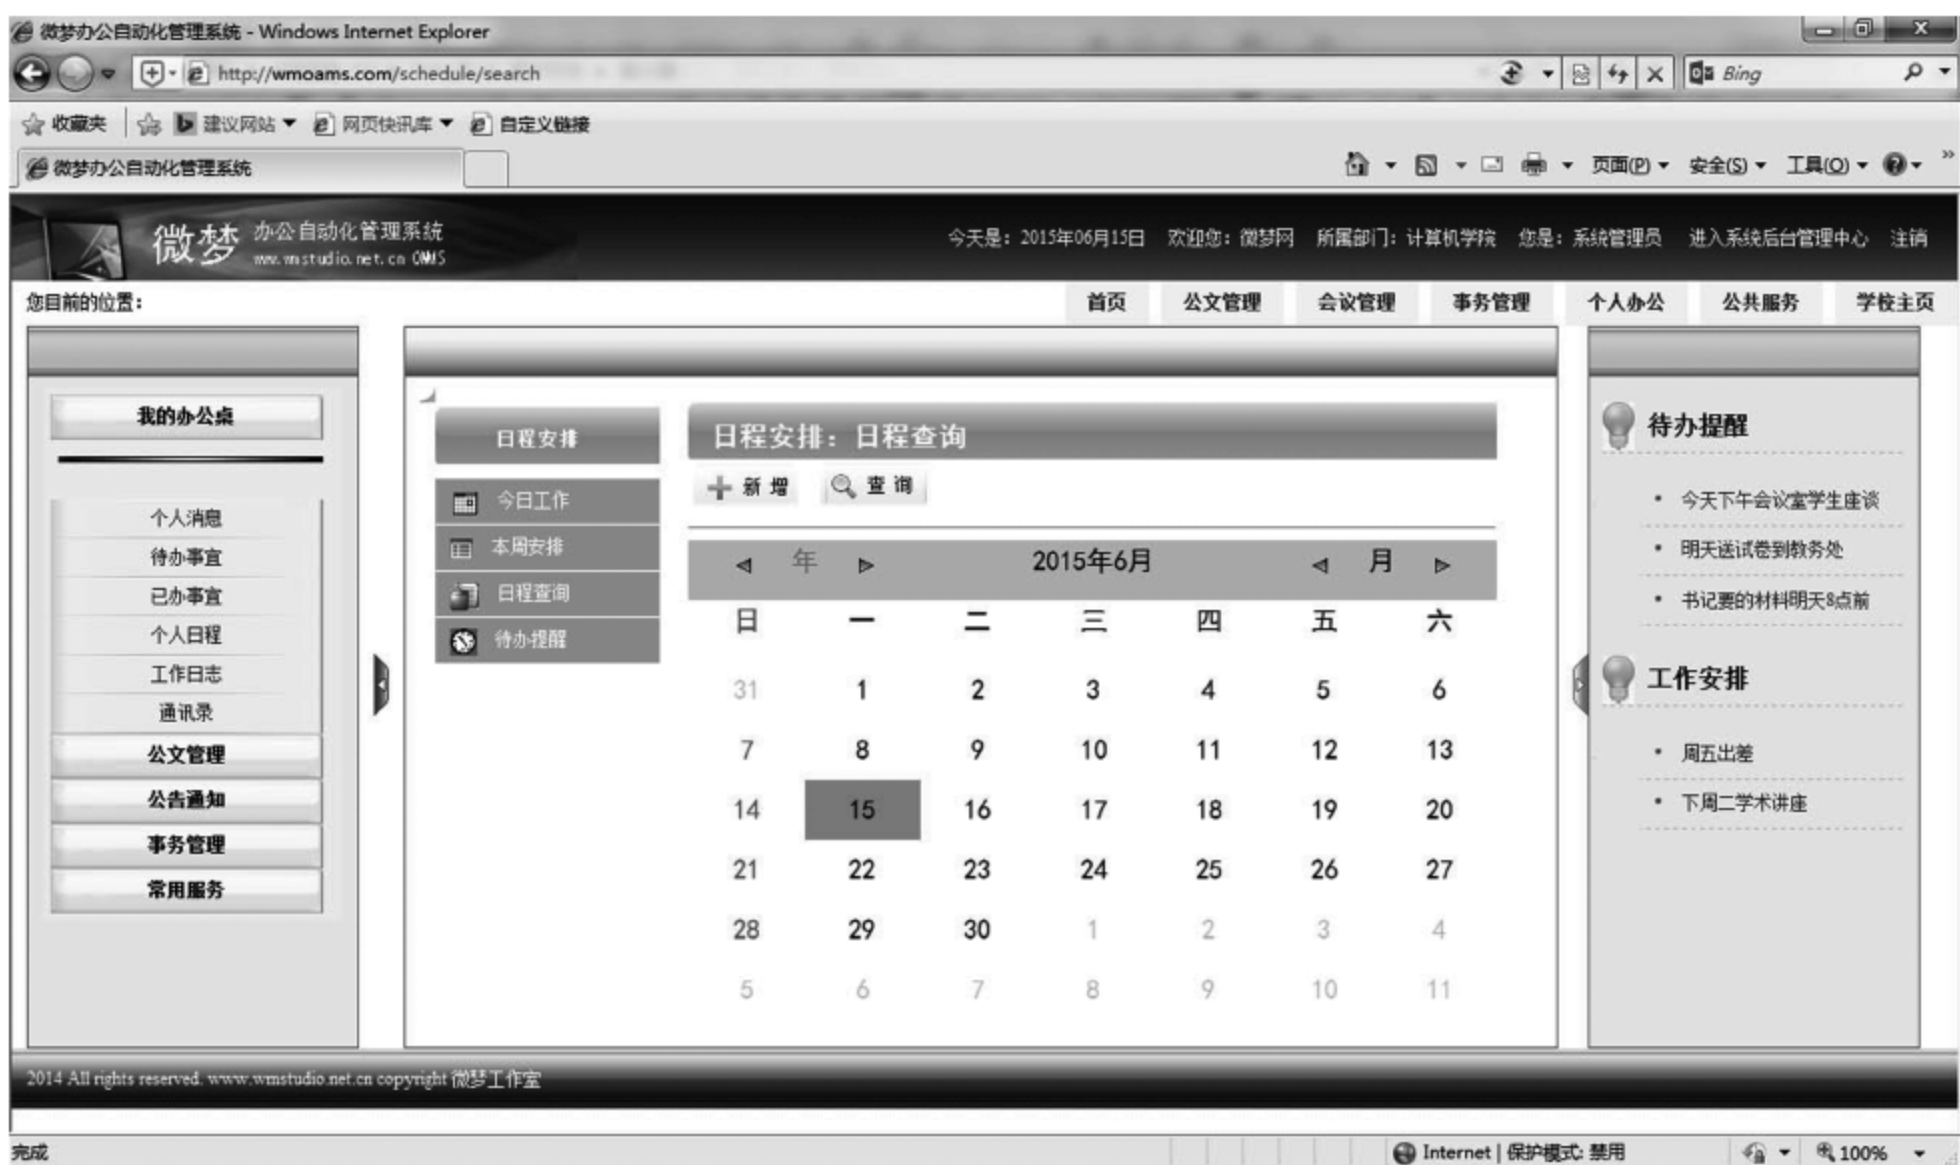 微梦办公自动化管理系统 - Windows Internet Explorer
http://wmoams.com/schedule/search
Bing
收藏夹 建议网站 网页快讯库 自定义链接
微梦办公自动化管理系统
页面(P) 安全(S) 工具(O)
微梦 办公自动化管理系统
www.wmstudio.net.cn OMIS
今天是：2015年06月15日 欢迎您：微梦网 所属部门：计算机学院 您是：系统管理员 进入系统后台管理中心 注销
您目前的位置：
首页 公文管理 会议管理 事务管理 个人办公 公共服务 学校主页
我的办公桌
个人消息
待办事宜
已办事宜
个人日程
工作日志
通讯录
公文管理
公告通知
事务管理
常用服务
日程安排
今日工作
本周安排
日程查询
待办提醒
日程安排：日程查询
新增 查询
年 2015年6月 月
日 一 二 三 四 五 六
31 1 2 3 4 5 6
7 8 9 10 11 12 13
14 15 16 17 18 19 20
21 22 23 24 25 26 27
28 29 30 1 2 3 4
5 6 7 8 9 10 11
待办提醒
今天下午会议室学生座谈
明天送试卷到教务处
书记要的材料明天8点前
工作安排
周五出差
下周二学术讲座
2014 All rights reserved. www.wmstudio.net.cn copyright 微梦工作室
完成
Internet | 保护模式: 禁用
100%